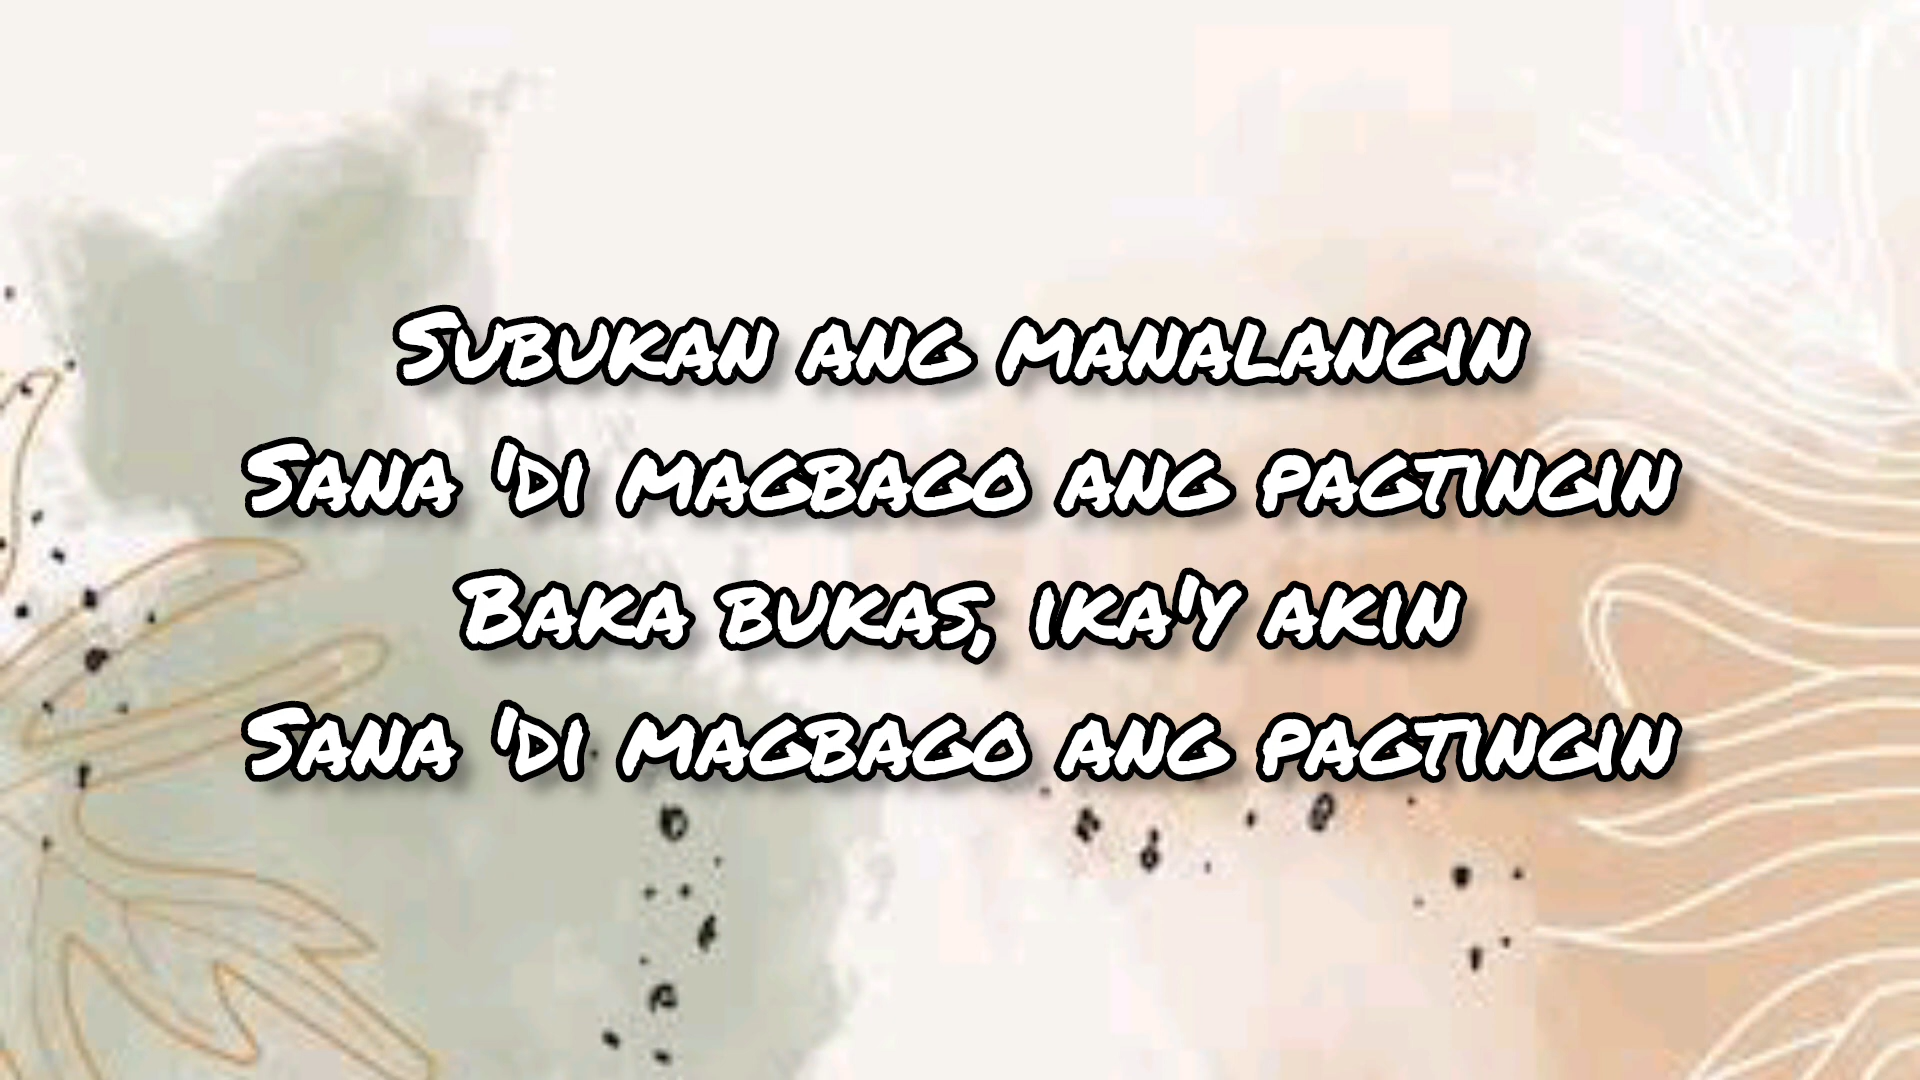 Subukan ang manalangin
Sana 'di magbago ang pagtingin
Baka bukas, ika'y akin
Sana 'di magbago ang pagtingin